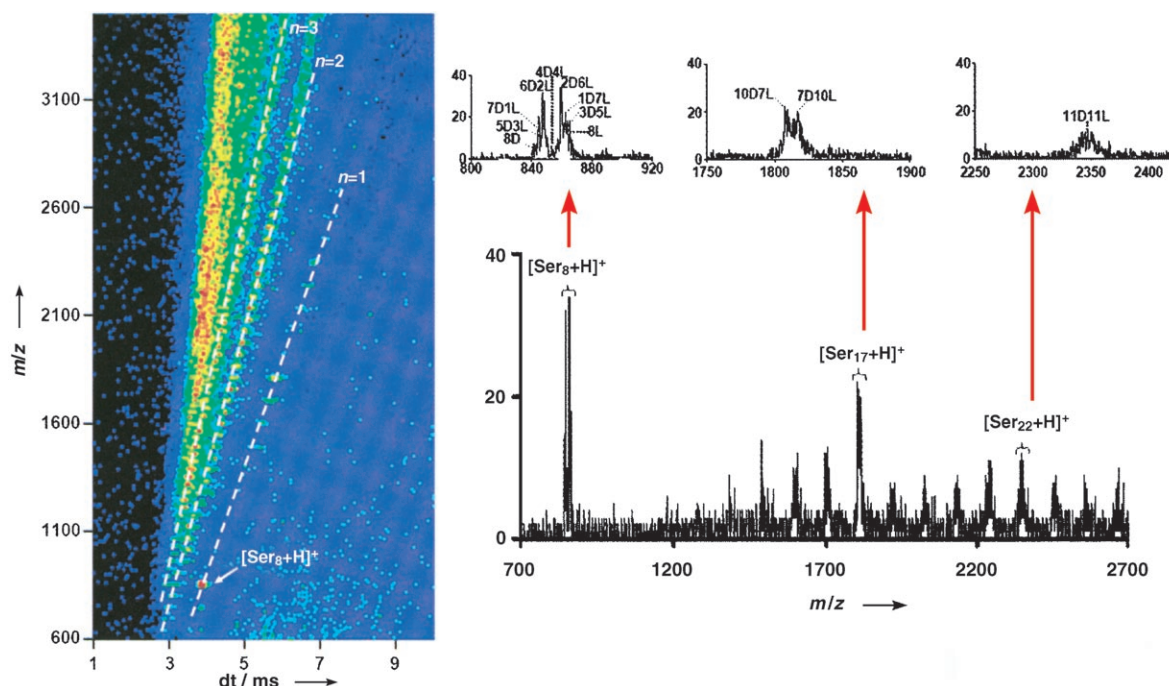 n=3
n=2
n=1
[Ser8+H]+
3100
2600
2100
1600
1100
600
m/z
1 3 5 7 9
dt / ms
40
20
0
4D4L
6D2L 2D6L
7D1L 1D7L
5D3L 3D5L
8D 8L
800 840 880 920
40
20
0
10D7L 7D10L
1750 1800 1850 1900
40
20
0
11D11L
2250 2300 2350 2400
40
20
0
[Ser8+H]+
[Ser17+H]+
[Ser22+H]+
700 1200 1700 2200 2700
m/z